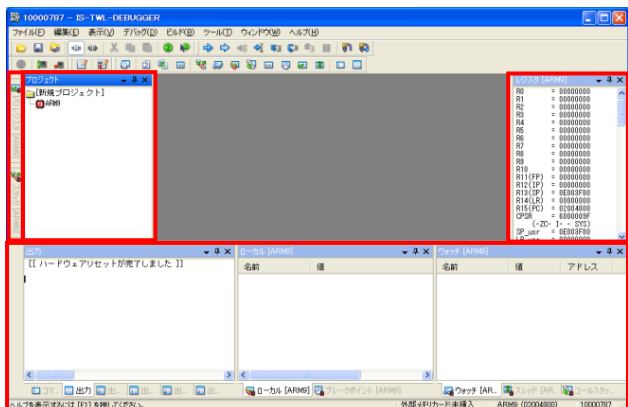 10000787 - IS-TWL-DEBUGGER
ファイル(F) 編集(E) 表示(V) デバッグ(D) ビルド(B) ツール(T) ウィンドウ(W) ヘルプ(H)
プロジェクト
[新規プロジェクト]
ARM9
レジスタ [ARM9]
R0 = 00000000
R1 = 00000000
R2 = 00000000
R3 = 00000000
R4 = 00000000
R5 = 00000000
R6 = 00000000
R7 = 00000000
R8 = 00000000
R9 = 00000000
R10 = 00000000
R11(FP) = 00000000
R12(IP) = 00000000
R13(SP) = 0E003F80
R14(LR) = 00000000
R15(PC) = 02004800
CPSR = 6000009F
(-ZC- I- - SYS)
SP_usr = 0E003F80
LR_usr = 00000000
出力
[[ ハードウェアリセットが完了しました ]]
ローカル [ARM9]
名前 値
ウォッチ [ARM9]
名前 値 アドレス
コマ... 出力 出... 出... 出... 出...
ローカル [ARM9] ブレークポイント [ARM9]
ウォッチ [AR... スレッド [AR... コールスタッ...
ヘルプを表示するには [F1] を押してください。
外部メモリカード未挿入 ARM9 (02004800) 10000787